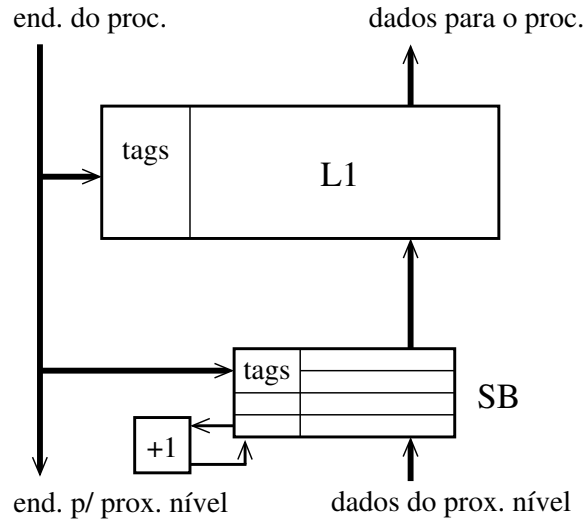 end. do proc.
dados para o proc.
tags
L1
tags
SB
+1
end. p/ prox. nível
dados do prox. nível